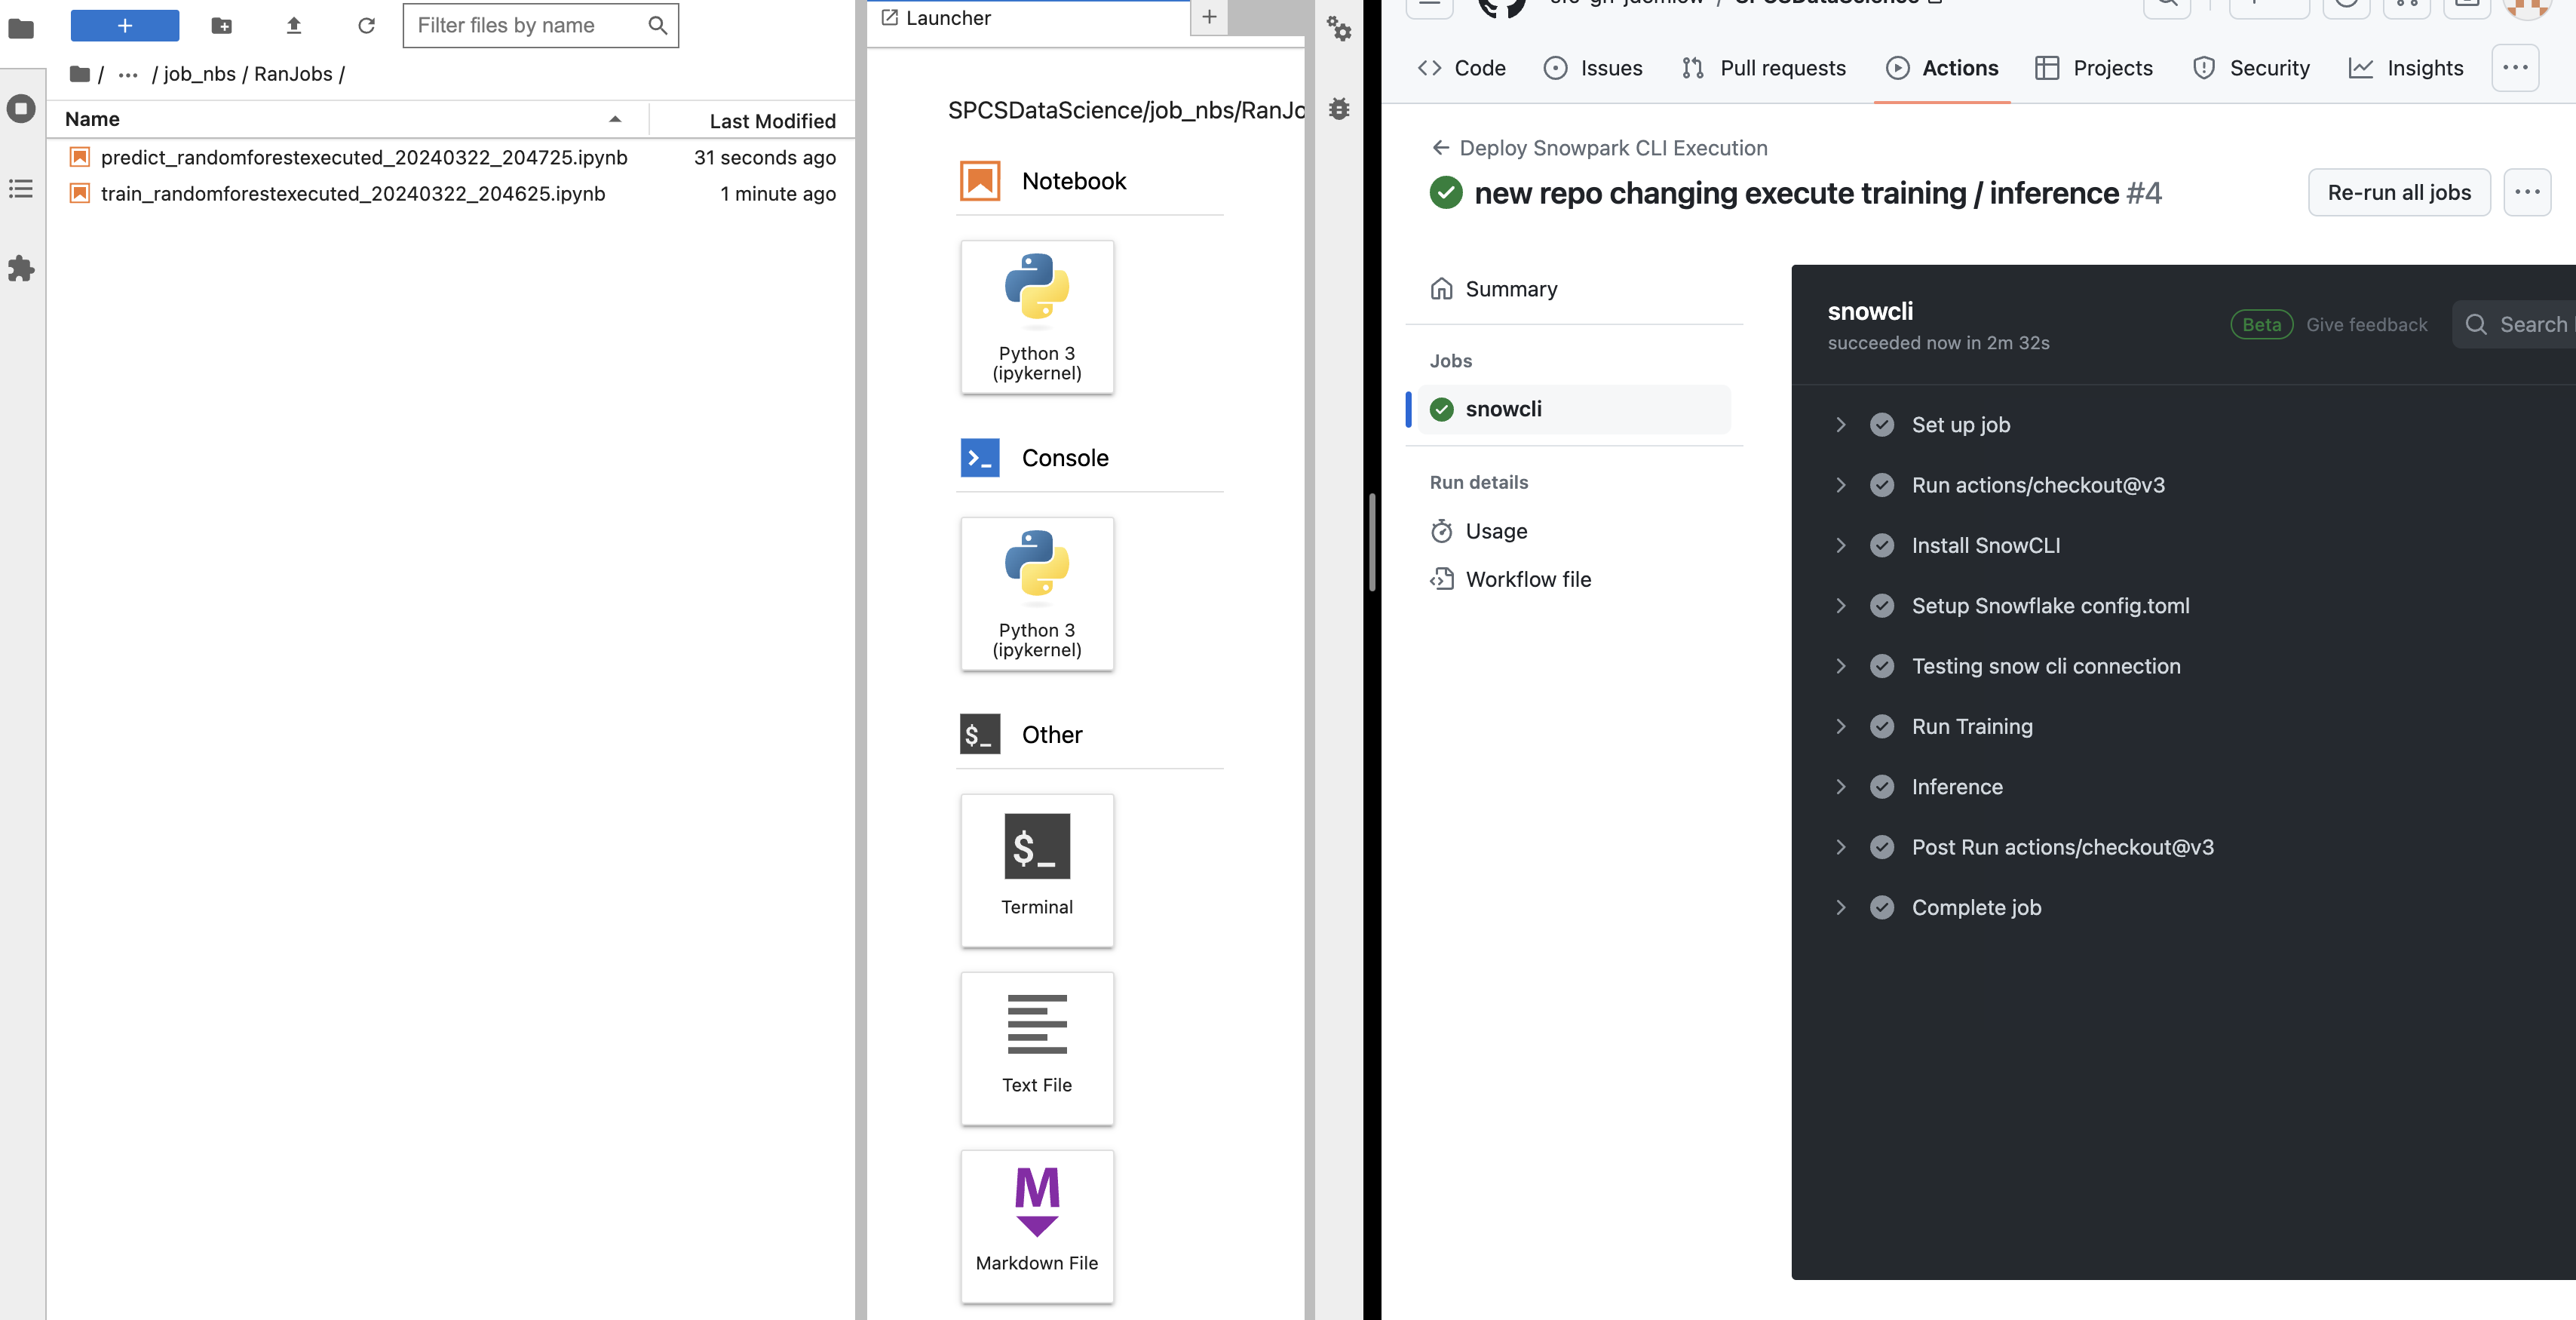 Filter files by name
/ ··· / job_nbs / RanJobs /
Name
Last Modified
predict_randomforestexecuted_20240322_204725.ipynb
31 seconds ago
train_randomforestexecuted_20240322_204625.ipynb
1 minute ago
Launcher
SPCSDataScience/job_nbs/RanJo
Notebook
Python 3
(ipykernel)
Console
Python 3
(ipykernel)
Other
$_
Terminal
Text File
M
Markdown File
Code
Issues
Pull requests
Actions
Projects
Security
Insights
Deploy Snowpark CLI Execution
new repo changing execute training / inference #4
Re-run all jobs
Summary
Jobs
snowcli
Run details
Usage
Workflow file
snowcli
succeeded now in 2m 32s
Beta
Give feedback
Search
Set up job
Run actions/checkout@v3
Install SnowCLI
Setup Snowflake config.toml
Testing snow cli connection
Run Training
Inference
Post Run actions/checkout@v3
Complete job